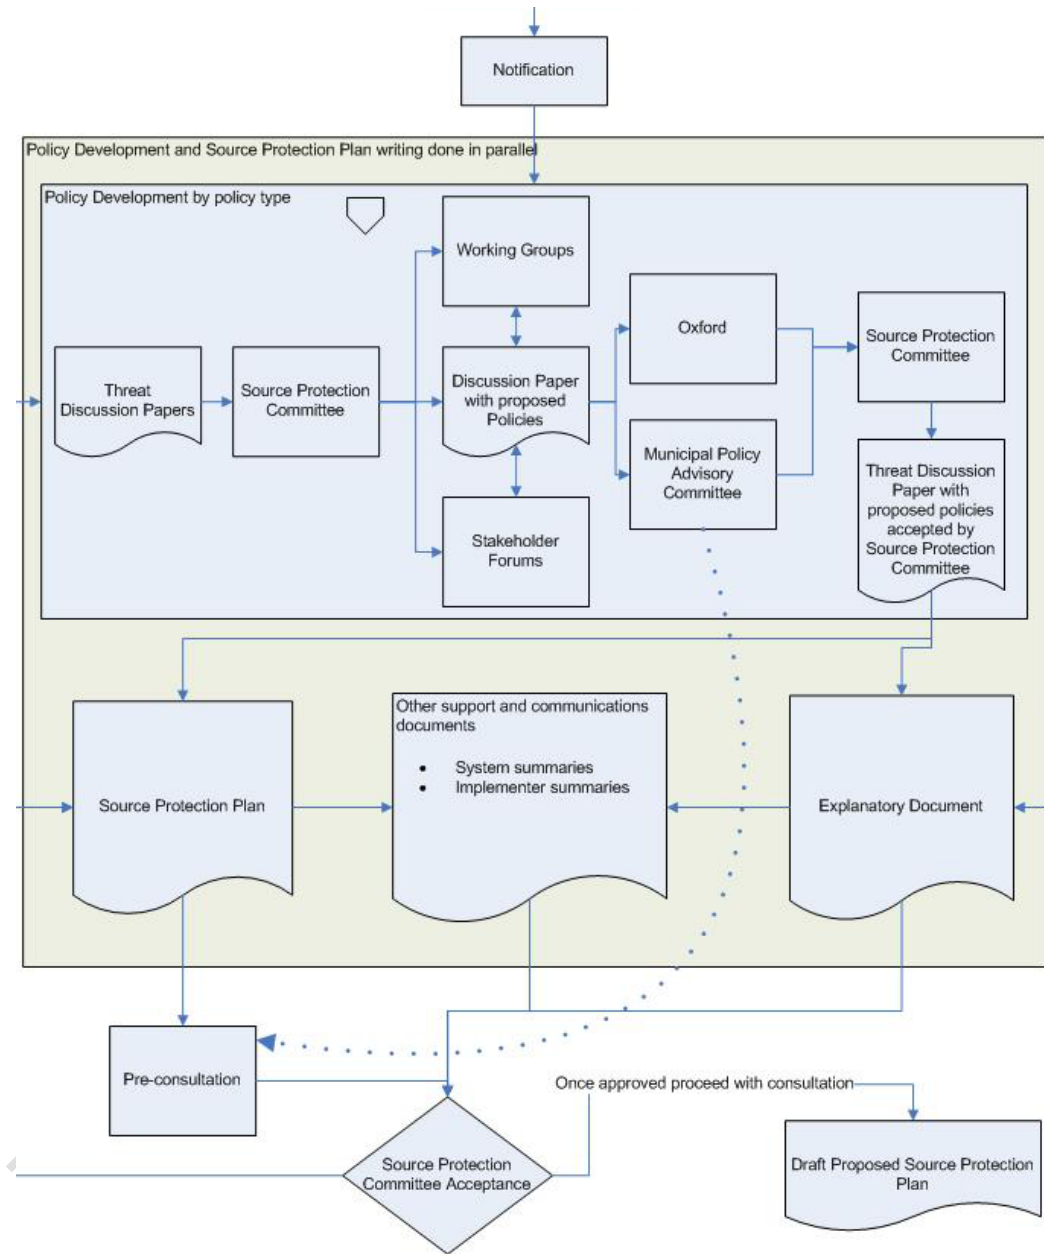 Notification
Policy Development and Source Protection Plan writing done in parallel
Policy Development by policy type
Working Groups
Oxford
Source Protection
Committee
Threat
Discussion Papers
Source Protection
Committee
Discussion Paper
with proposed
Policies
Municipal Policy
Advisory
Committee
Threat Discussion
Paper with
proposed policies
accepted by
Source Protection
Committee
Stakeholder
Forums
Source Protection Plan
Other support and communications
documents
• System summaries
• Implementer summaries
Explanatory Document
Pre-consultation
Once approved proceed with consultation
Source Protection
Committee Acceptance
Draft Proposed Source Protection
Plan